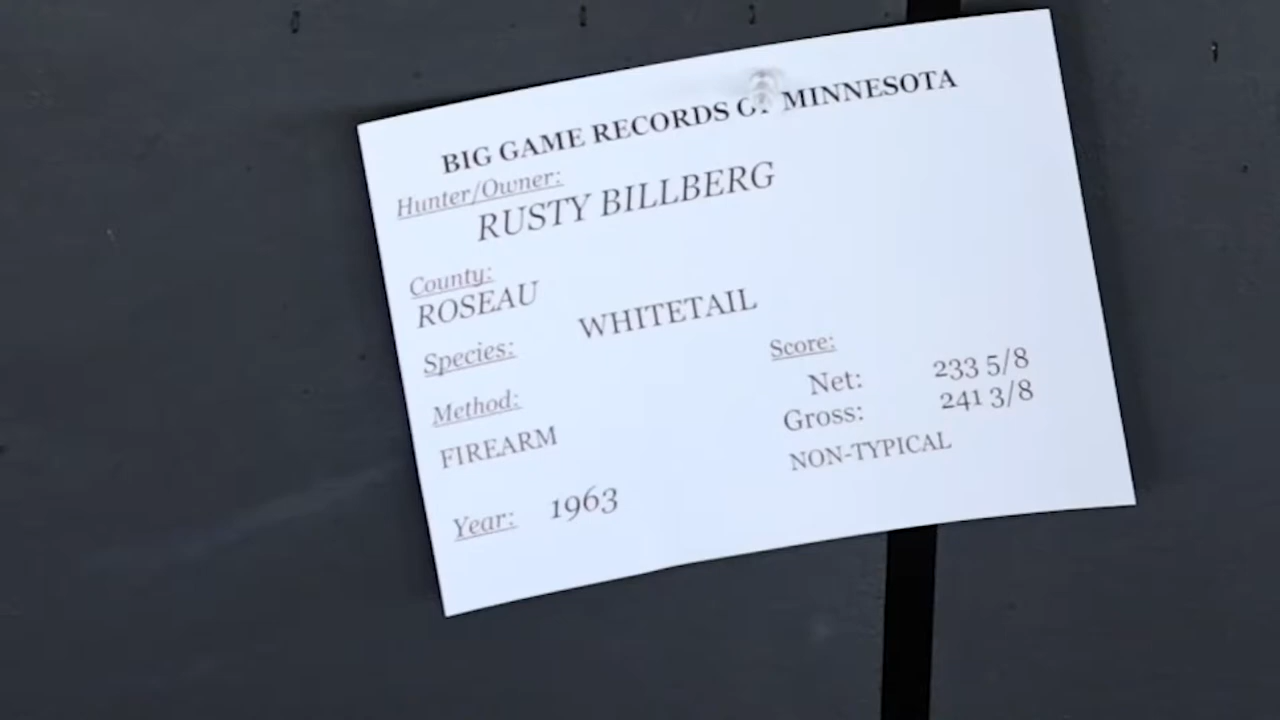 BIG GAME RECORDS OF MINNESOTA
Hunter/Owner:
RUSTY BILLBERG
County:
ROSEAU
Species: WHITETAIL
Method:
FIREARM
Year: 1963
Score:
Net: 233 5/8
Gross: 241 3/8
NON-TYPICAL